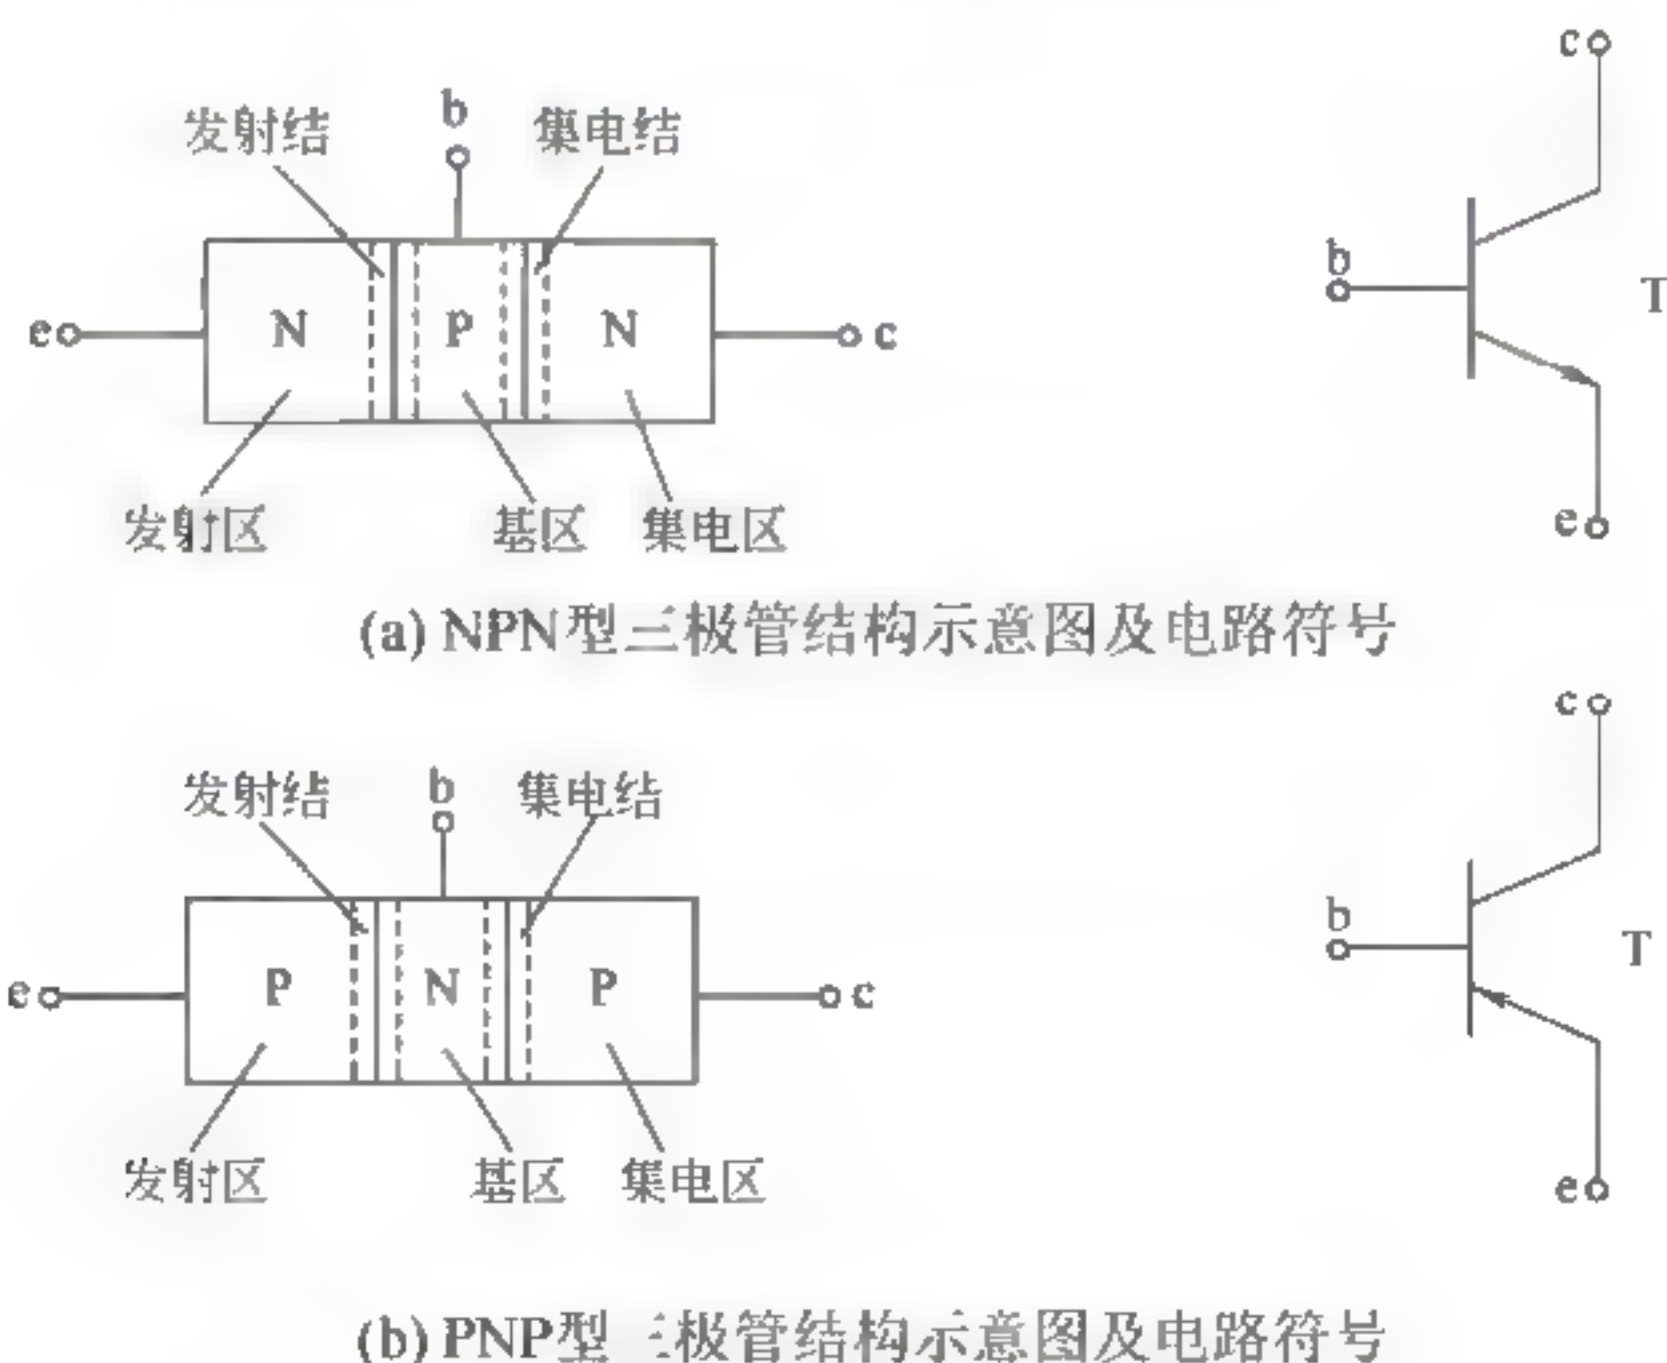 c
b
发射结 集电结
b
T
e N P N c
发射区 基区 集电区
e
(a) NPN型三极管结构示意图及电路符号
c
发射结 b 集电结
b
T
e P N P c
发射区 基区 集电区
e
(b) PNP型三极管结构示意图及电路符号